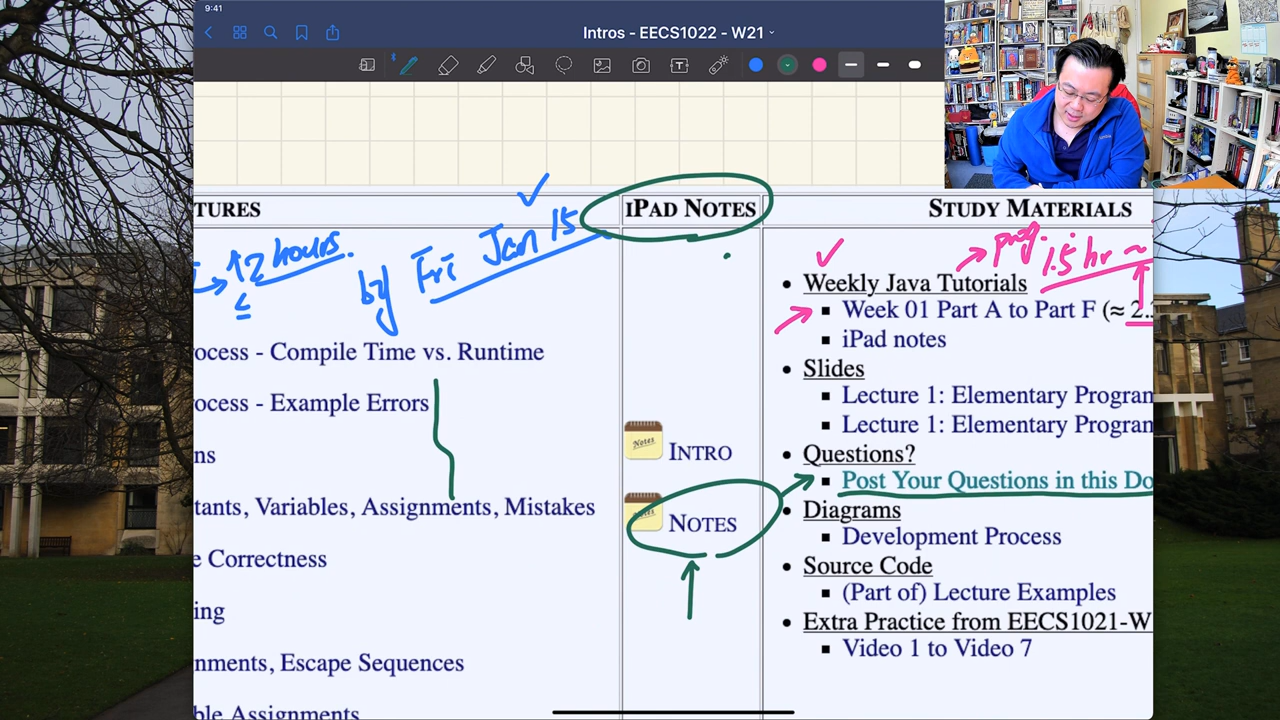 9:41
Intros - EECS1022 - W21
TURES
iPad Notes
Study Materials
12 hours.
≤
by Fri Jan 15
prog.
1.5 hr ~
Weekly Java Tutorials
Week 01 Part A to Part F (≈ 2.
iPad notes
ocess - Compile Time vs. Runtime
Slides
Lecture 1: Elementary Program
Lecture 1: Elementary Program
ocess - Example Errors
ns
Notes
Intro
Questions?
Post Your Questions in this Do
tants, Variables, Assignments, Mistakes
Notes
Notes
Diagrams
Development Process
e Correctness
Source Code
(Part of) Lecture Examples
ing
Extra Practice from EECS1021-W
Video 1 to Video 7
nments, Escape Sequences
ble Assignments